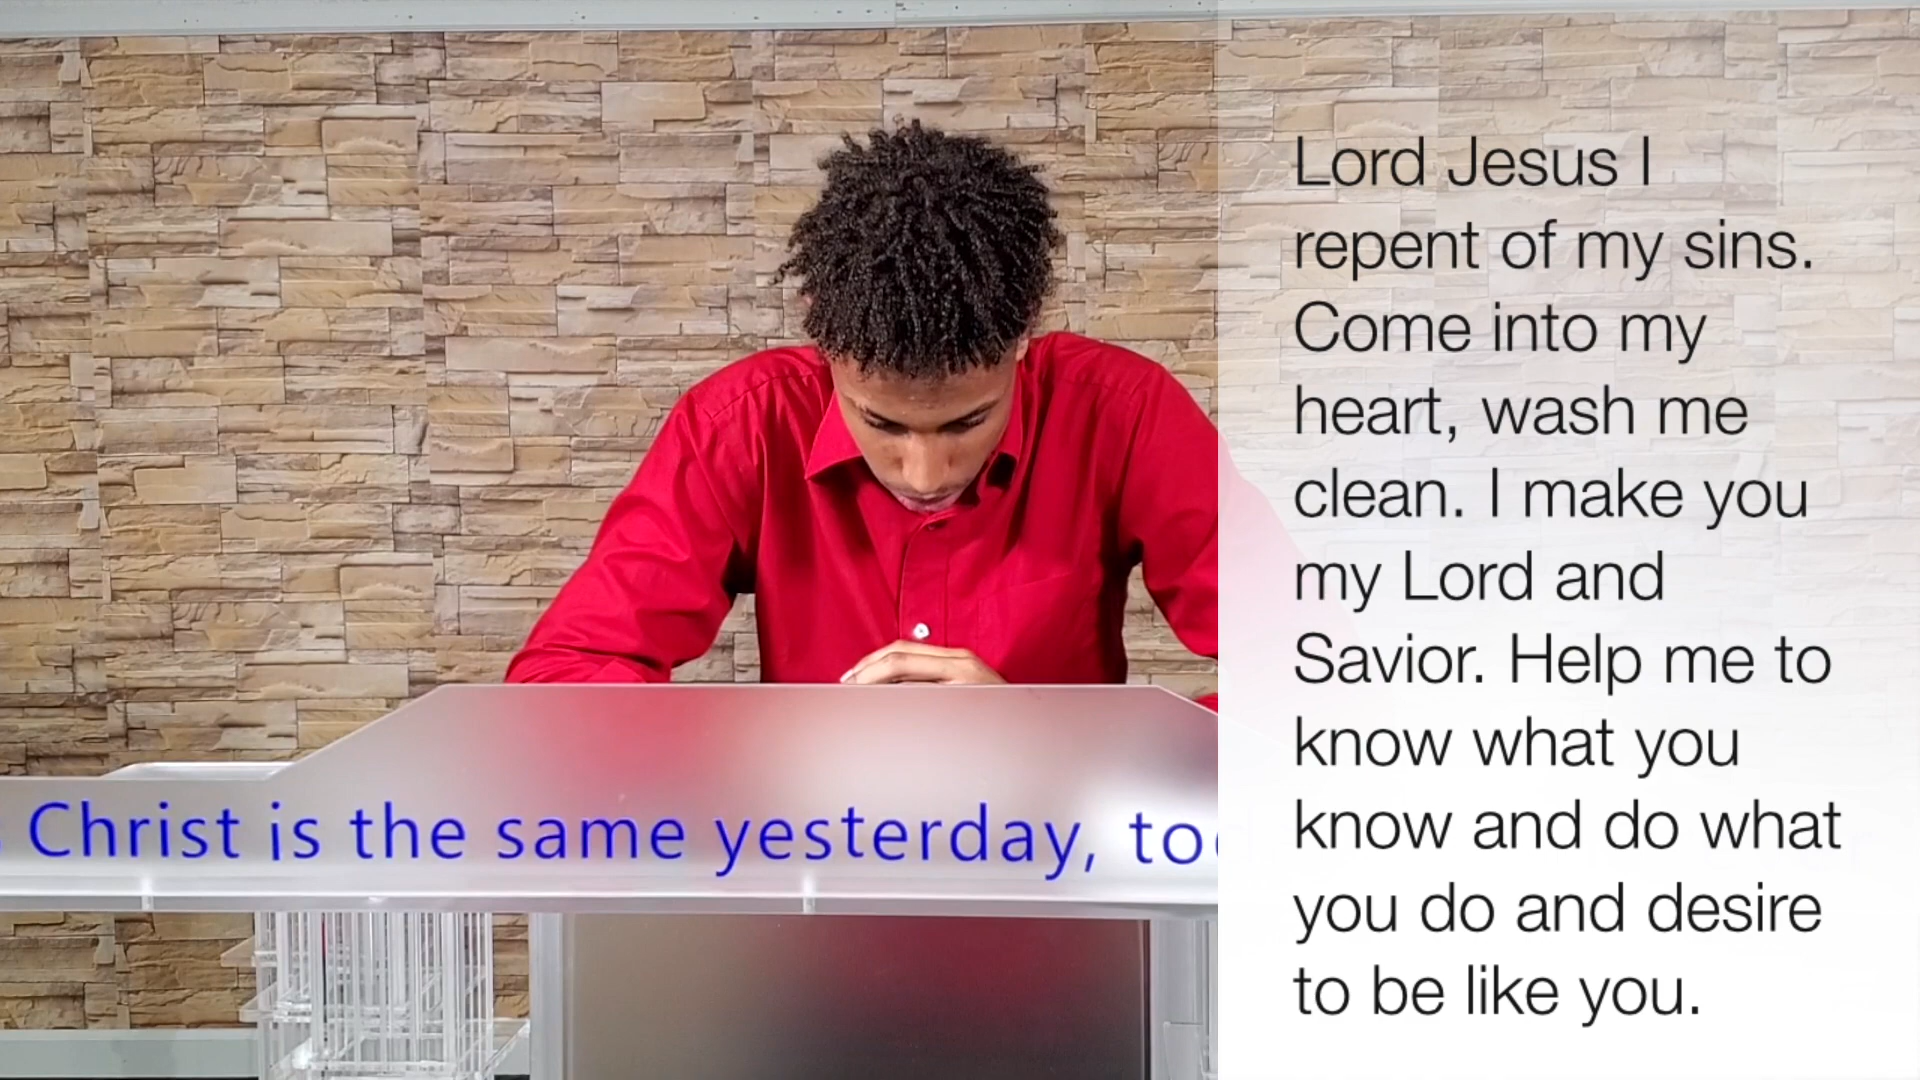 Christ is the same yesterday,
Lord Jesus I
repent of my sins.
Come into my
heart, wash me
clean. I make you
my Lord and
Savior. Help me to
know what you
know and do what
you do and desire
to be like you.